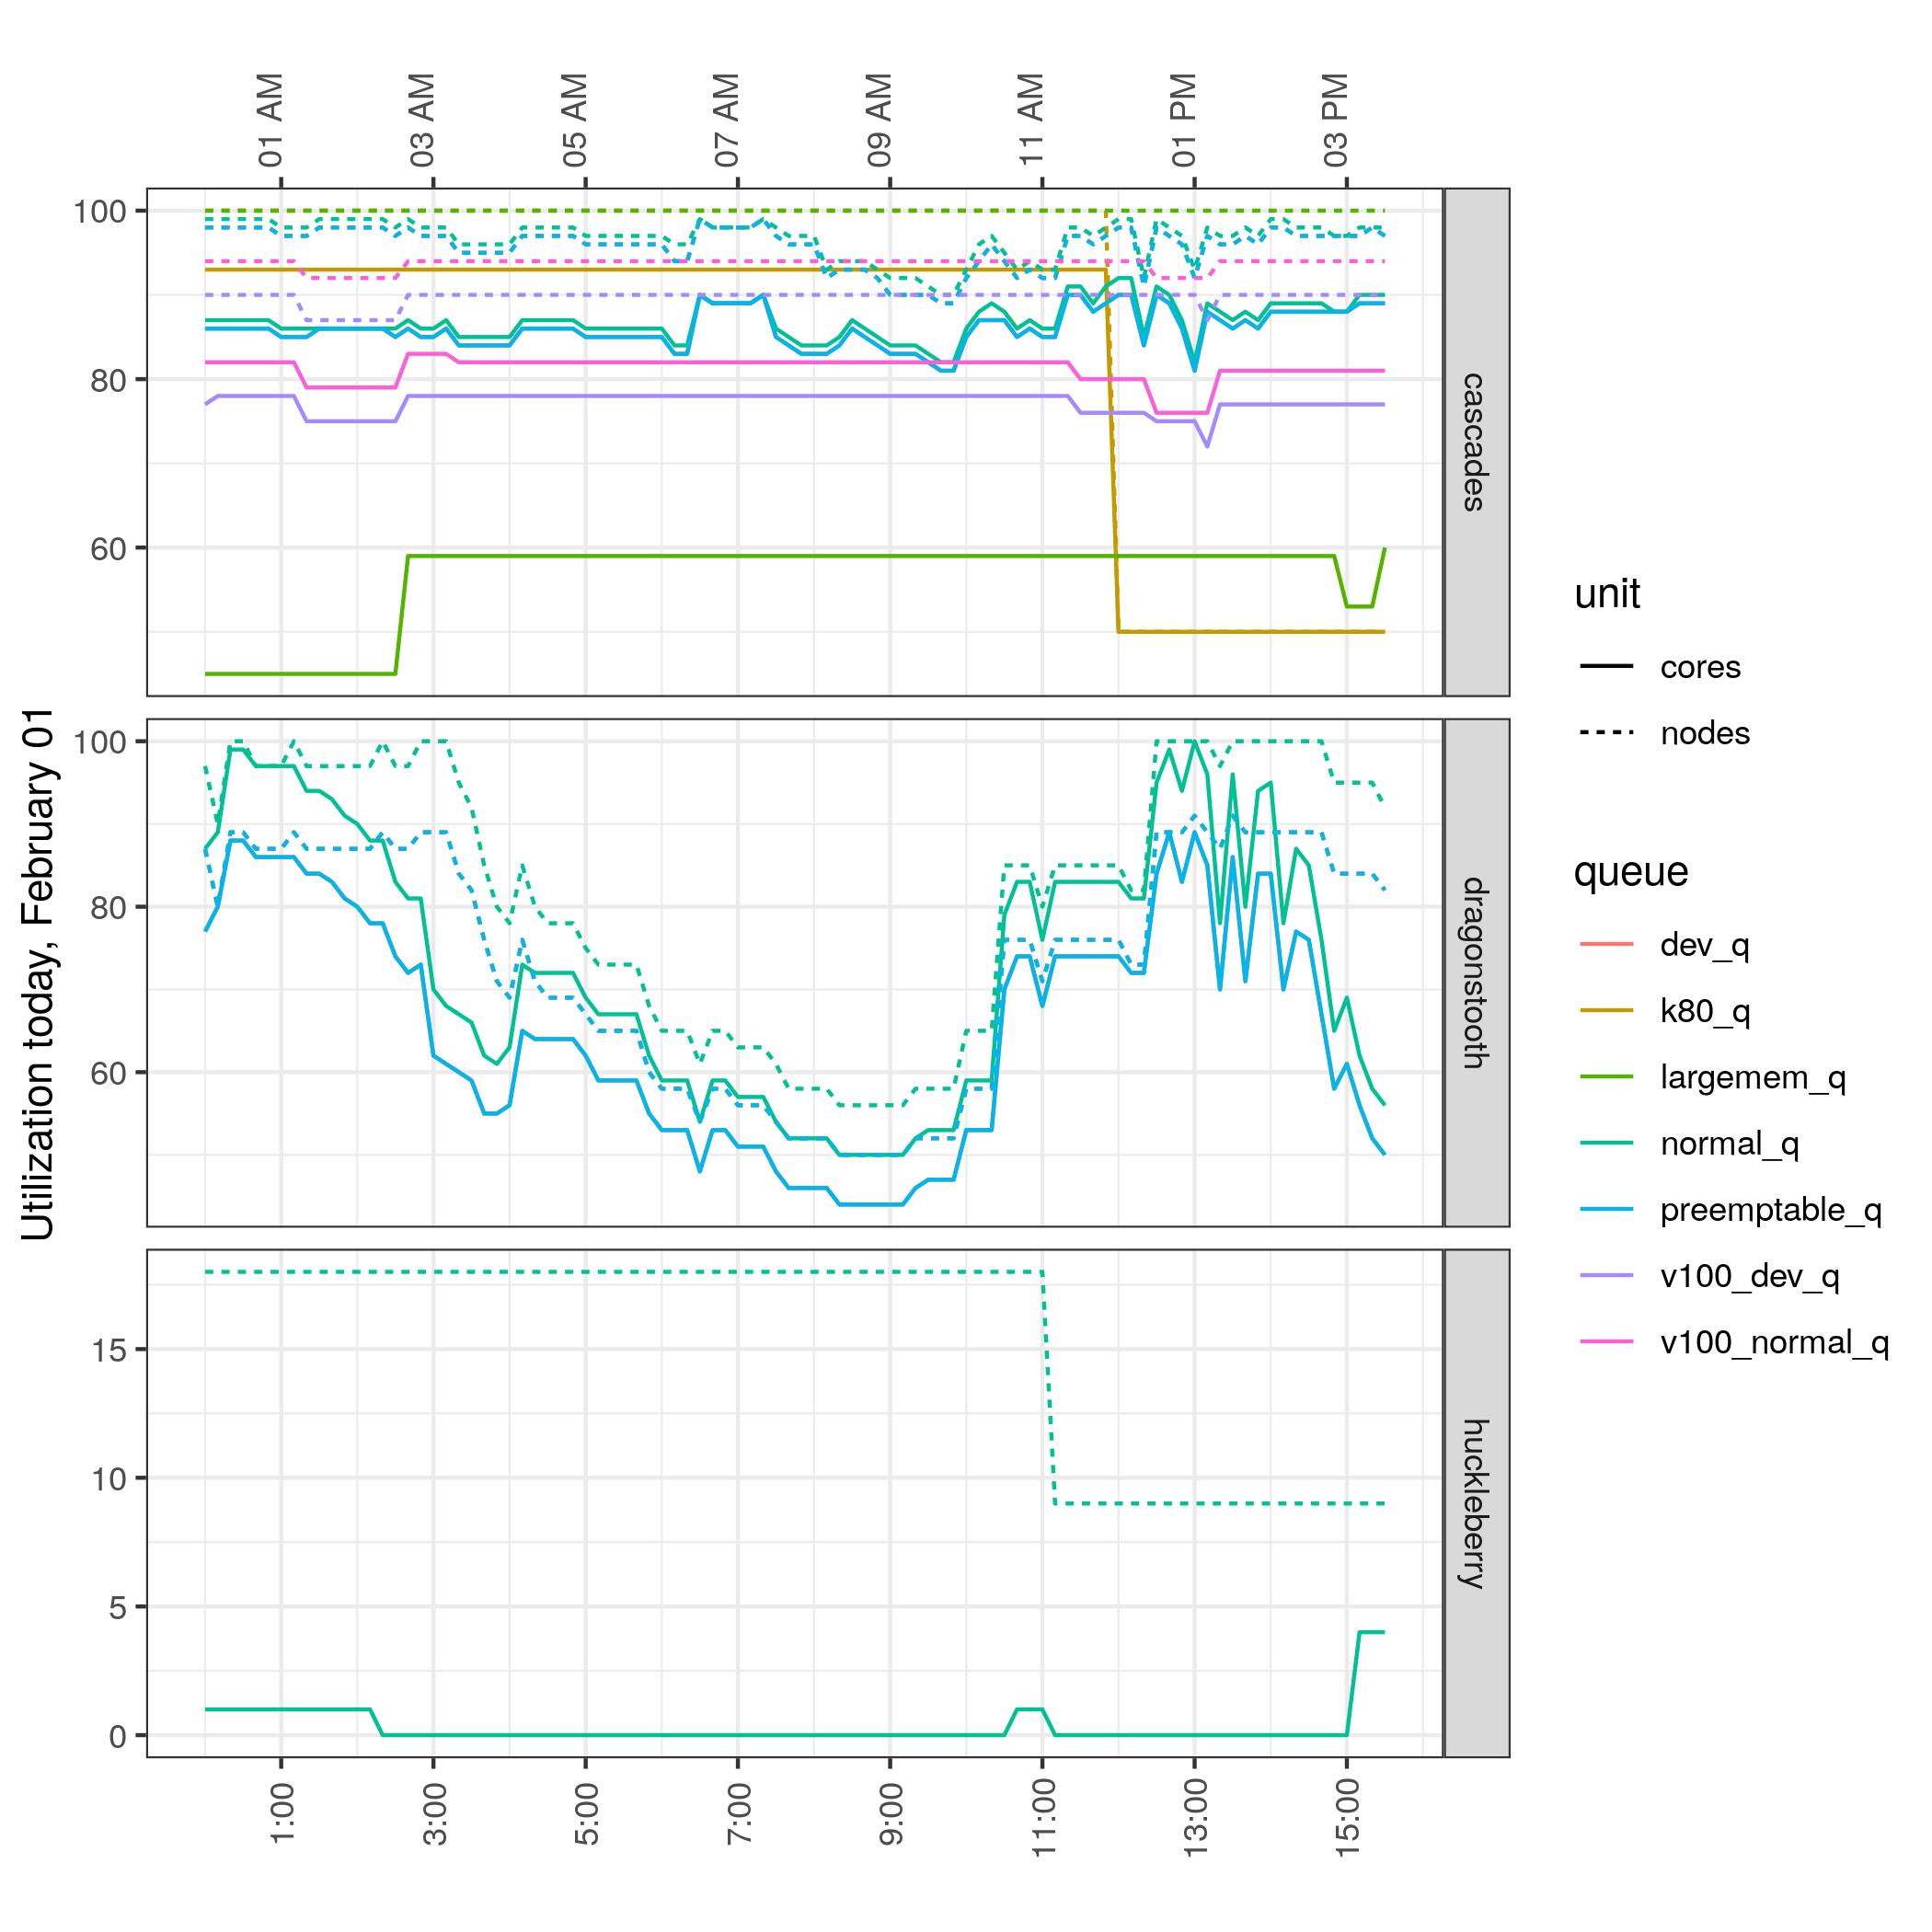 01 AM
03 AM
05 AM
07 AM
09 AM
11 AM
01 PM
03 PM
Utilization today, February 01
100
80
60
cascades
100
80
60
dragonstooth
15
10
5
0
huckleberry
1:00
3:00
5:00
7:00
9:00
11:00
13:00
15:00
unit
cores
nodes
queue
dev_q
k80_q
largemem_q
normal_q
preemptable_q
v100_dev_q
v100_normal_q